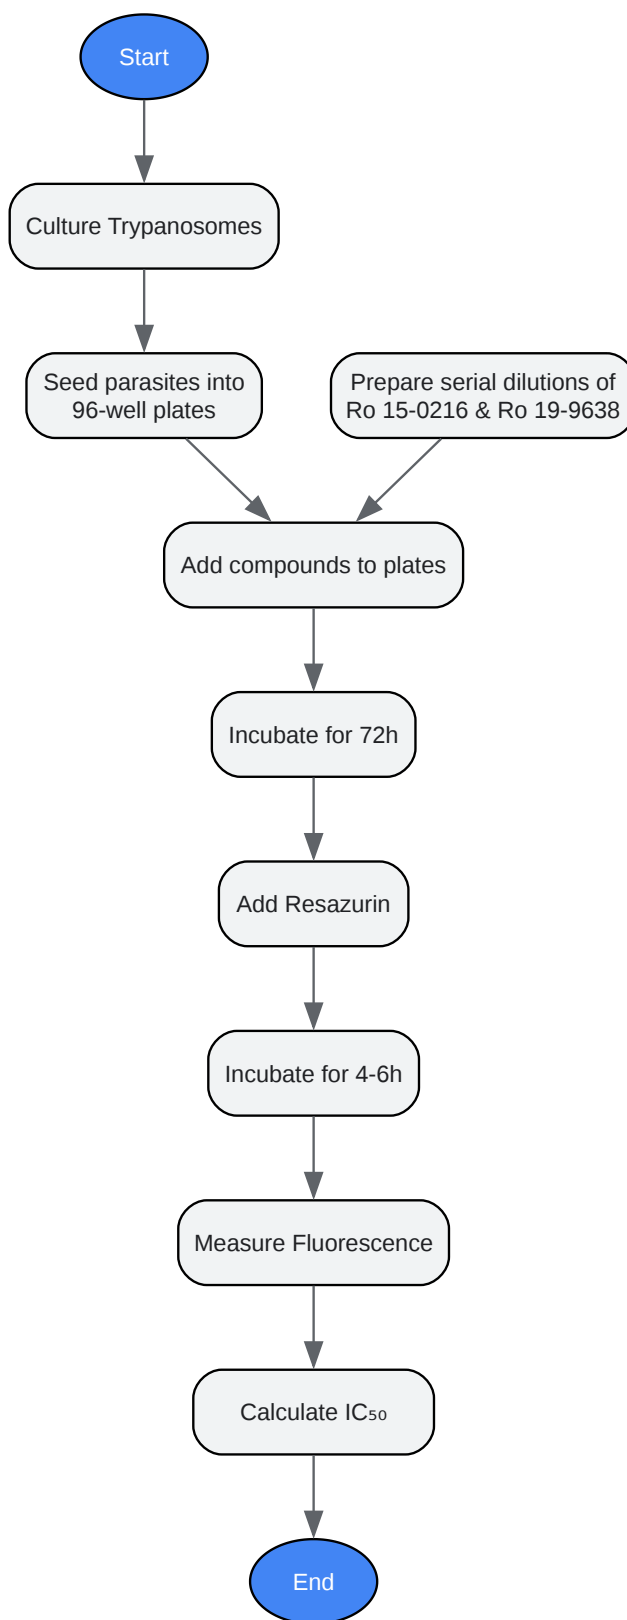 Start
Culture Trypanosomes
Seed parasites into
96-well plates
Prepare serial dilutions of
Ro 15-0216 & Ro 19-9638
Add compounds to plates
Incubate for 72h
Add Resazurin
Incubate for 4-6h
Measure Fluorescence
Calculate IC₅₀
End